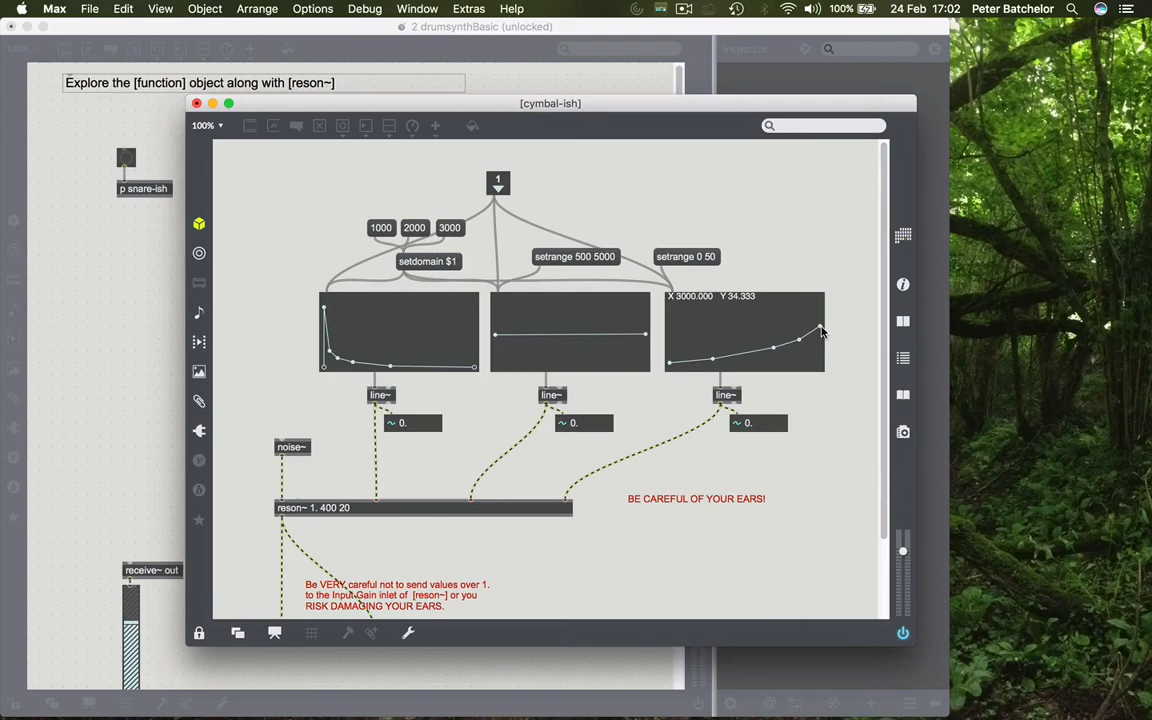 Max File Edit View Object Arrange Options Debug Window Extras Help 100% 24 Feb 17:02 Peter Batchelor
2 drumsynthBasic (unlocked)
100%
Inspector
Explore the [function] object along with [reson~]
[cymbal-ish]
100%
p snare-ish
1
1000 2000 3000
setdomain $1
setrange 500 5000
setrange 0 50
X 3000.000 Y 34.333
line~
line~
line~
~ 0.
~ 0.
~ 0.
noise~
reson~ 1. 400 20
BE CAREFUL OF YOUR EARS!
receive~ out
Be VERY careful not to send values over 1.
to the Input Gain inlet of [reson~] or you
RISK DAMAGING YOUR EARS.